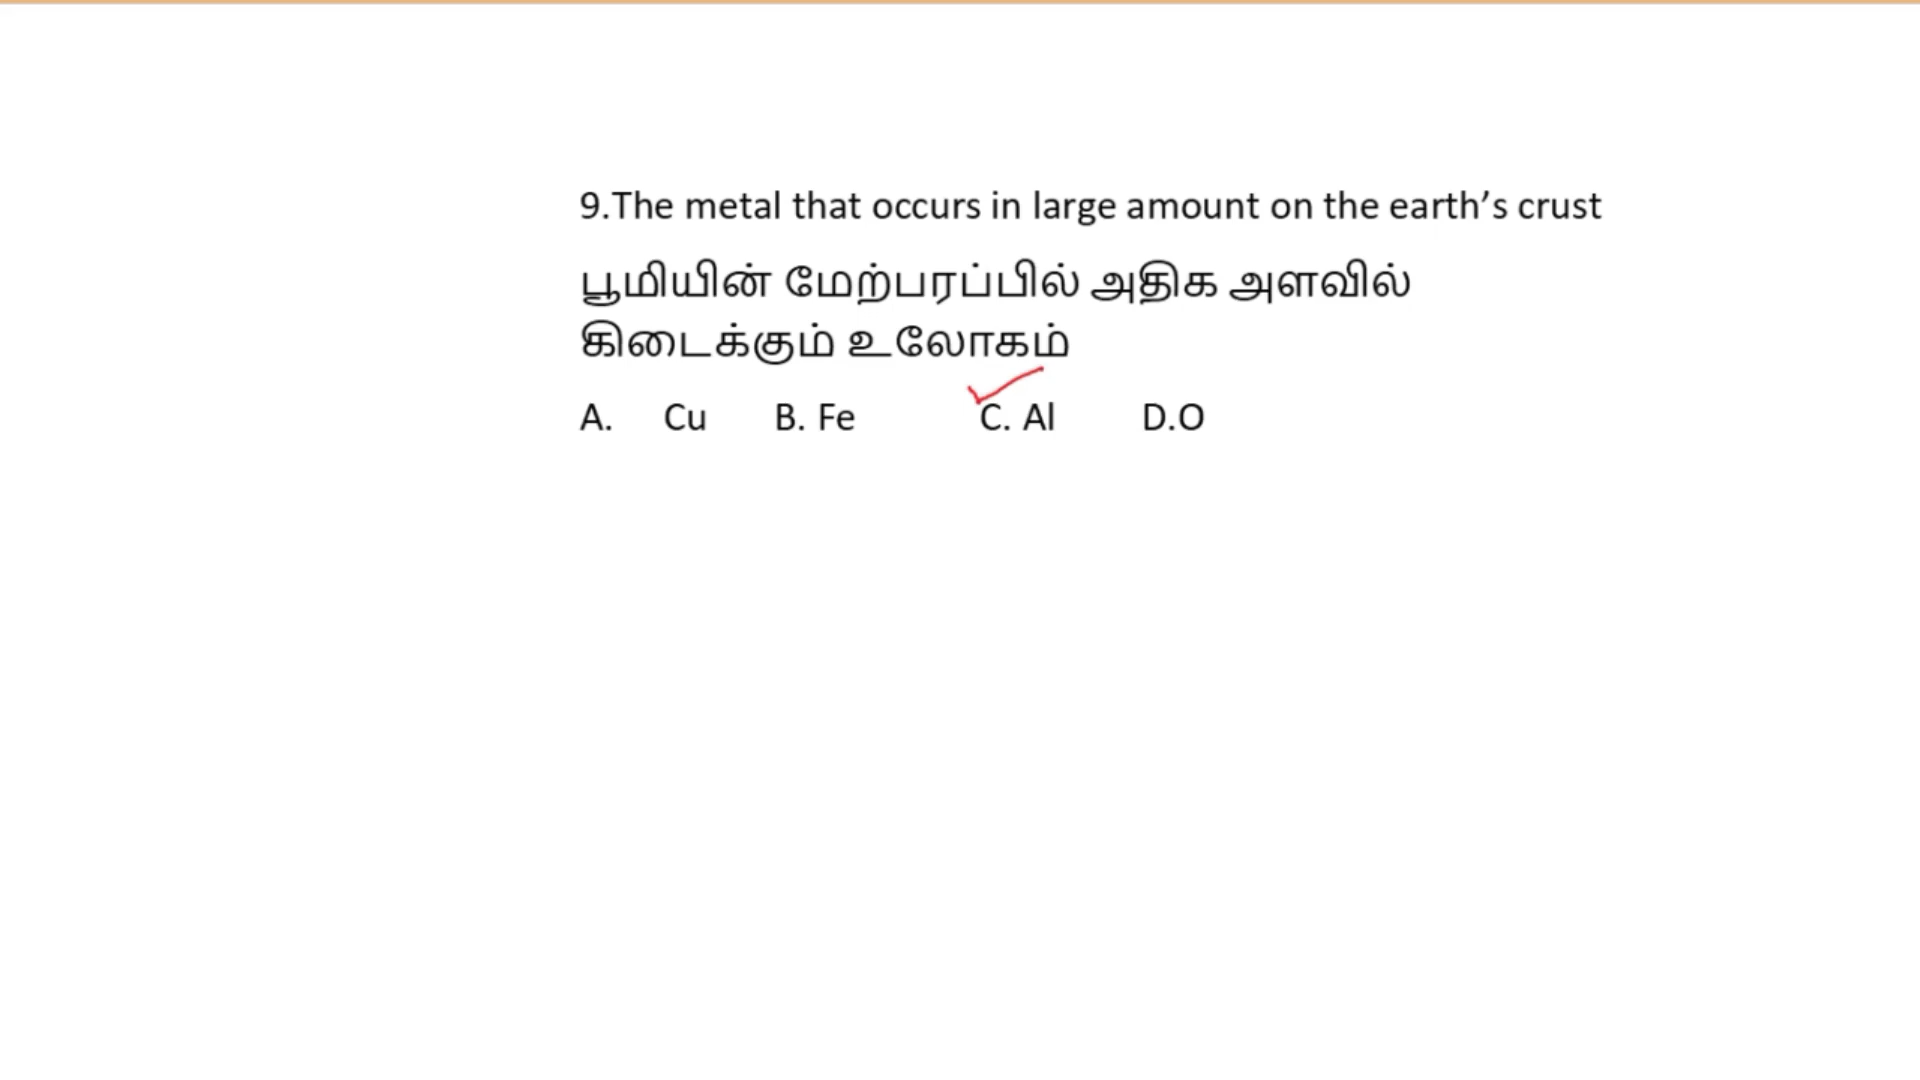 9.The metal that occurs in large amount on the earth’s crust
பூமியின் மேற்பரப்பில் அதிக அளவில்
கிடைக்கும் உலோகம்
A. Cu B. Fe C. Al D.O